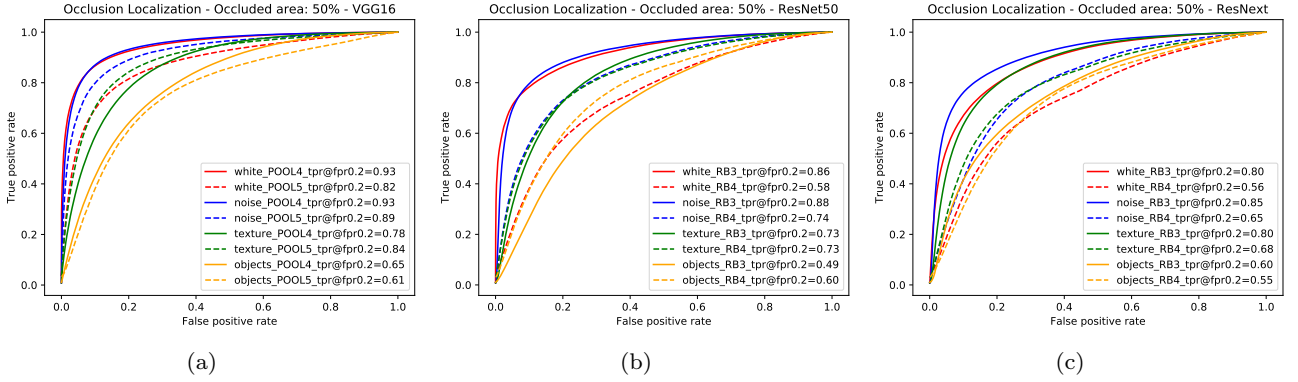 Occlusion Localization - Occluded area: 50% - VGG16
1.0
0.8
0.6
0.4
0.2
0.0
True positive rate
white_POOL4_tpr@fpr0.2=0.93
white_POOL5_tpr@fpr0.2=0.82
noise_POOL4_tpr@fpr0.2=0.93
noise_POOL5_tpr@fpr0.2=0.89
texture_POOL4_tpr@fpr0.2=0.78
texture_POOL5_tpr@fpr0.2=0.84
objects_POOL4_tpr@fpr0.2=0.65
objects_POOL5_tpr@fpr0.2=0.61
0.0 0.2 0.4 0.6 0.8 1.0
False positive rate
(a)
Occlusion Localization - Occluded area: 50% - ResNet50
1.0
0.8
0.6
0.4
0.2
0.0
True positive rate
white_RB3_tpr@fpr0.2=0.86
white_RB4_tpr@fpr0.2=0.58
noise_RB3_tpr@fpr0.2=0.88
noise_RB4_tpr@fpr0.2=0.74
texture_RB3_tpr@fpr0.2=0.73
texture_RB4_tpr@fpr0.2=0.73
objects_RB3_tpr@fpr0.2=0.49
objects_RB4_tpr@fpr0.2=0.60
0.0 0.2 0.4 0.6 0.8 1.0
False positive rate
(b)
Occlusion Localization - Occluded area: 50% - ResNext
1.0
0.8
0.6
0.4
0.2
0.0
True positive rate
white_RB3_tpr@fpr0.2=0.80
white_RB4_tpr@fpr0.2=0.56
noise_RB3_tpr@fpr0.2=0.85
noise_RB4_tpr@fpr0.2=0.65
texture_RB3_tpr@fpr0.2=0.80
texture_RB4_tpr@fpr0.2=0.68
objects_RB3_tpr@fpr0.2=0.60
objects_RB4_tpr@fpr0.2=0.55
0.0 0.2 0.4 0.6 0.8 1.0
False positive rate
(c)